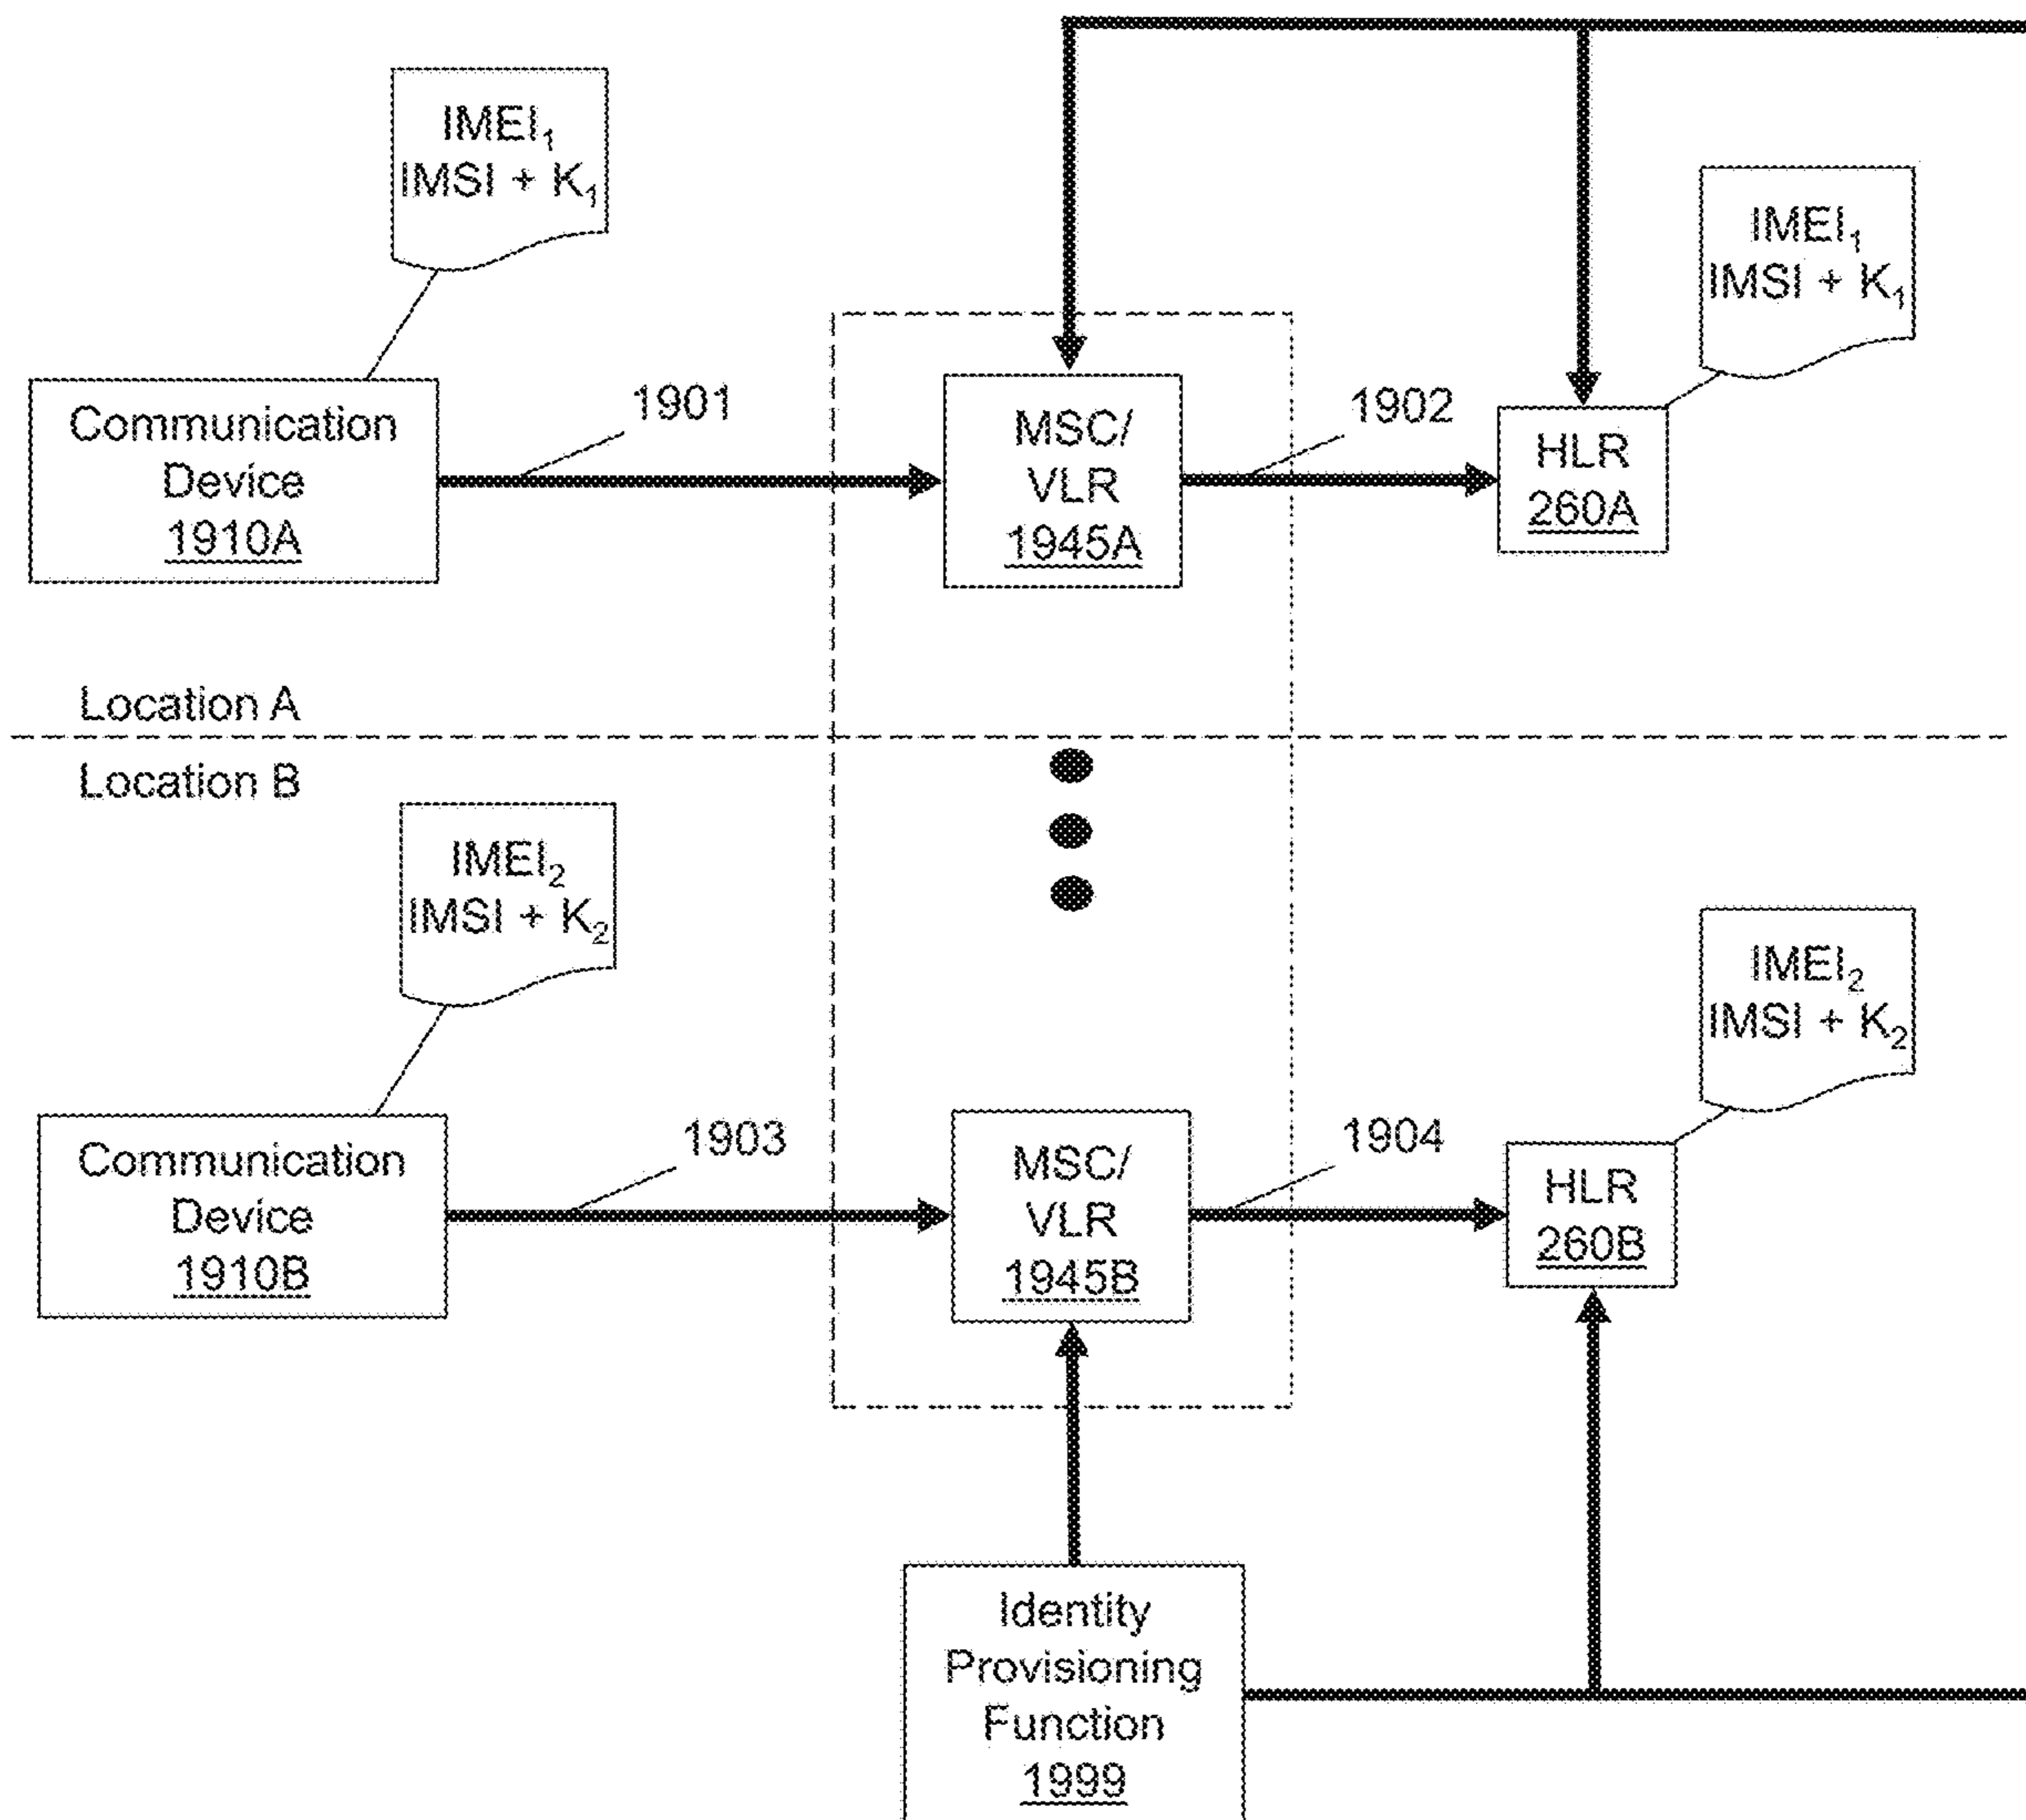 IMEI₁
IMSI + K₁
IMEI₁
IMSI + K₁
Communication
Device
1910A
1901
MSC/
VLR
1945A
1902
HLR
260A
Location A
Location B
IMEI₂
IMSI + K₂
IMEI₂
IMSI + K₂
Communication
Device
1910B
1903
MSC/
VLR
1945B
1904
HLR
260B
Identity
Provisioning
Function
1999